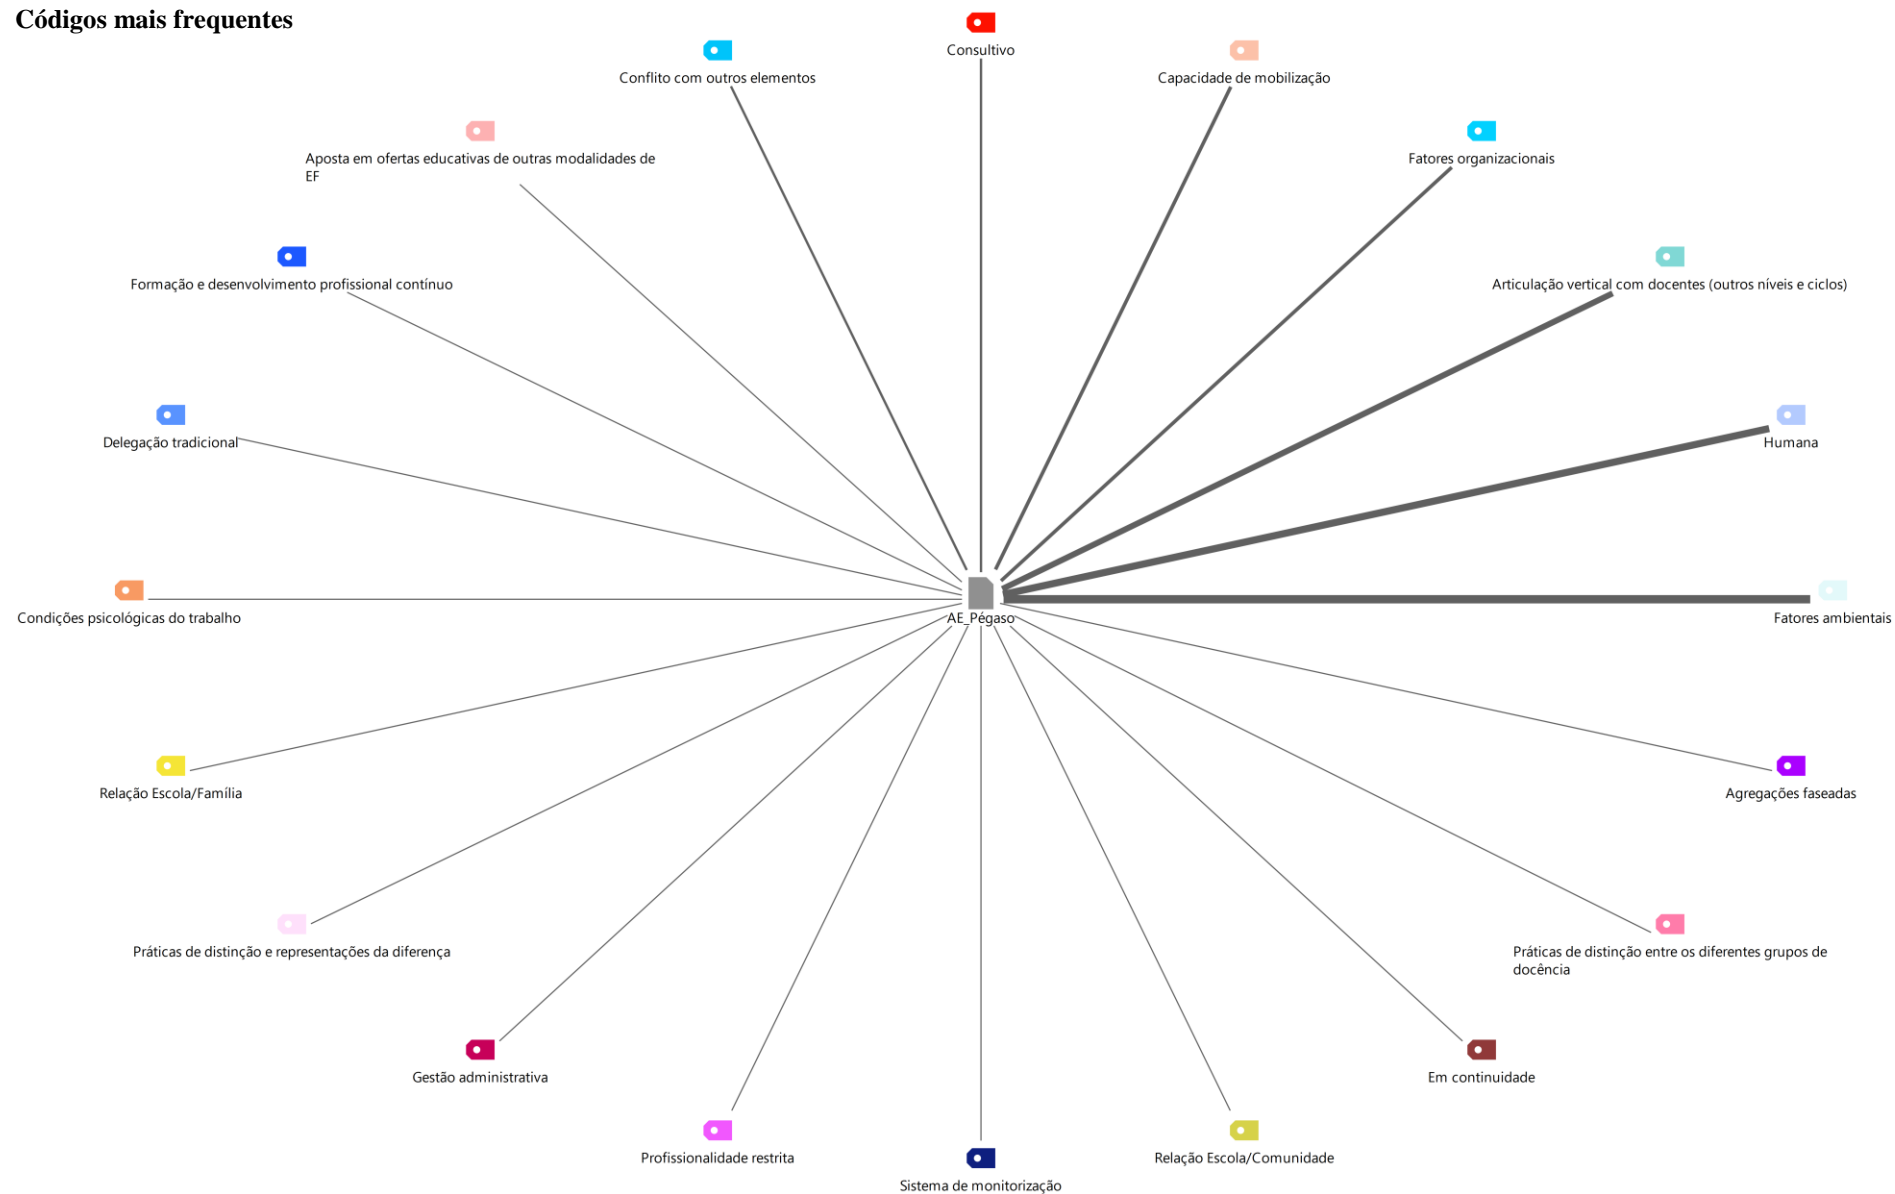 Códigos mais frequentes
Consultivo
Conflito com outros elementos
Capacidade de mobilização
Aposta em ofertas educativas de outras modalidades de
EF
Fatores organizacionais
Formação e desenvolvimento profissional contínuo
Articulação vertical com docentes (outros níveis e ciclos)
Delegação tradicional
Humana
Condições psicológicas do trabalho
AE_Pégaso
Fatores ambientais
Relação Escola/Família
Agregações faseadas
Práticas de distinção e representações da diferença
Práticas de distinção entre os diferentes grupos de
docência
Gestão administrativa
Em continuidade
Profissionalidade restrita
Relação Escola/Comunidade
Sistema de monitorização